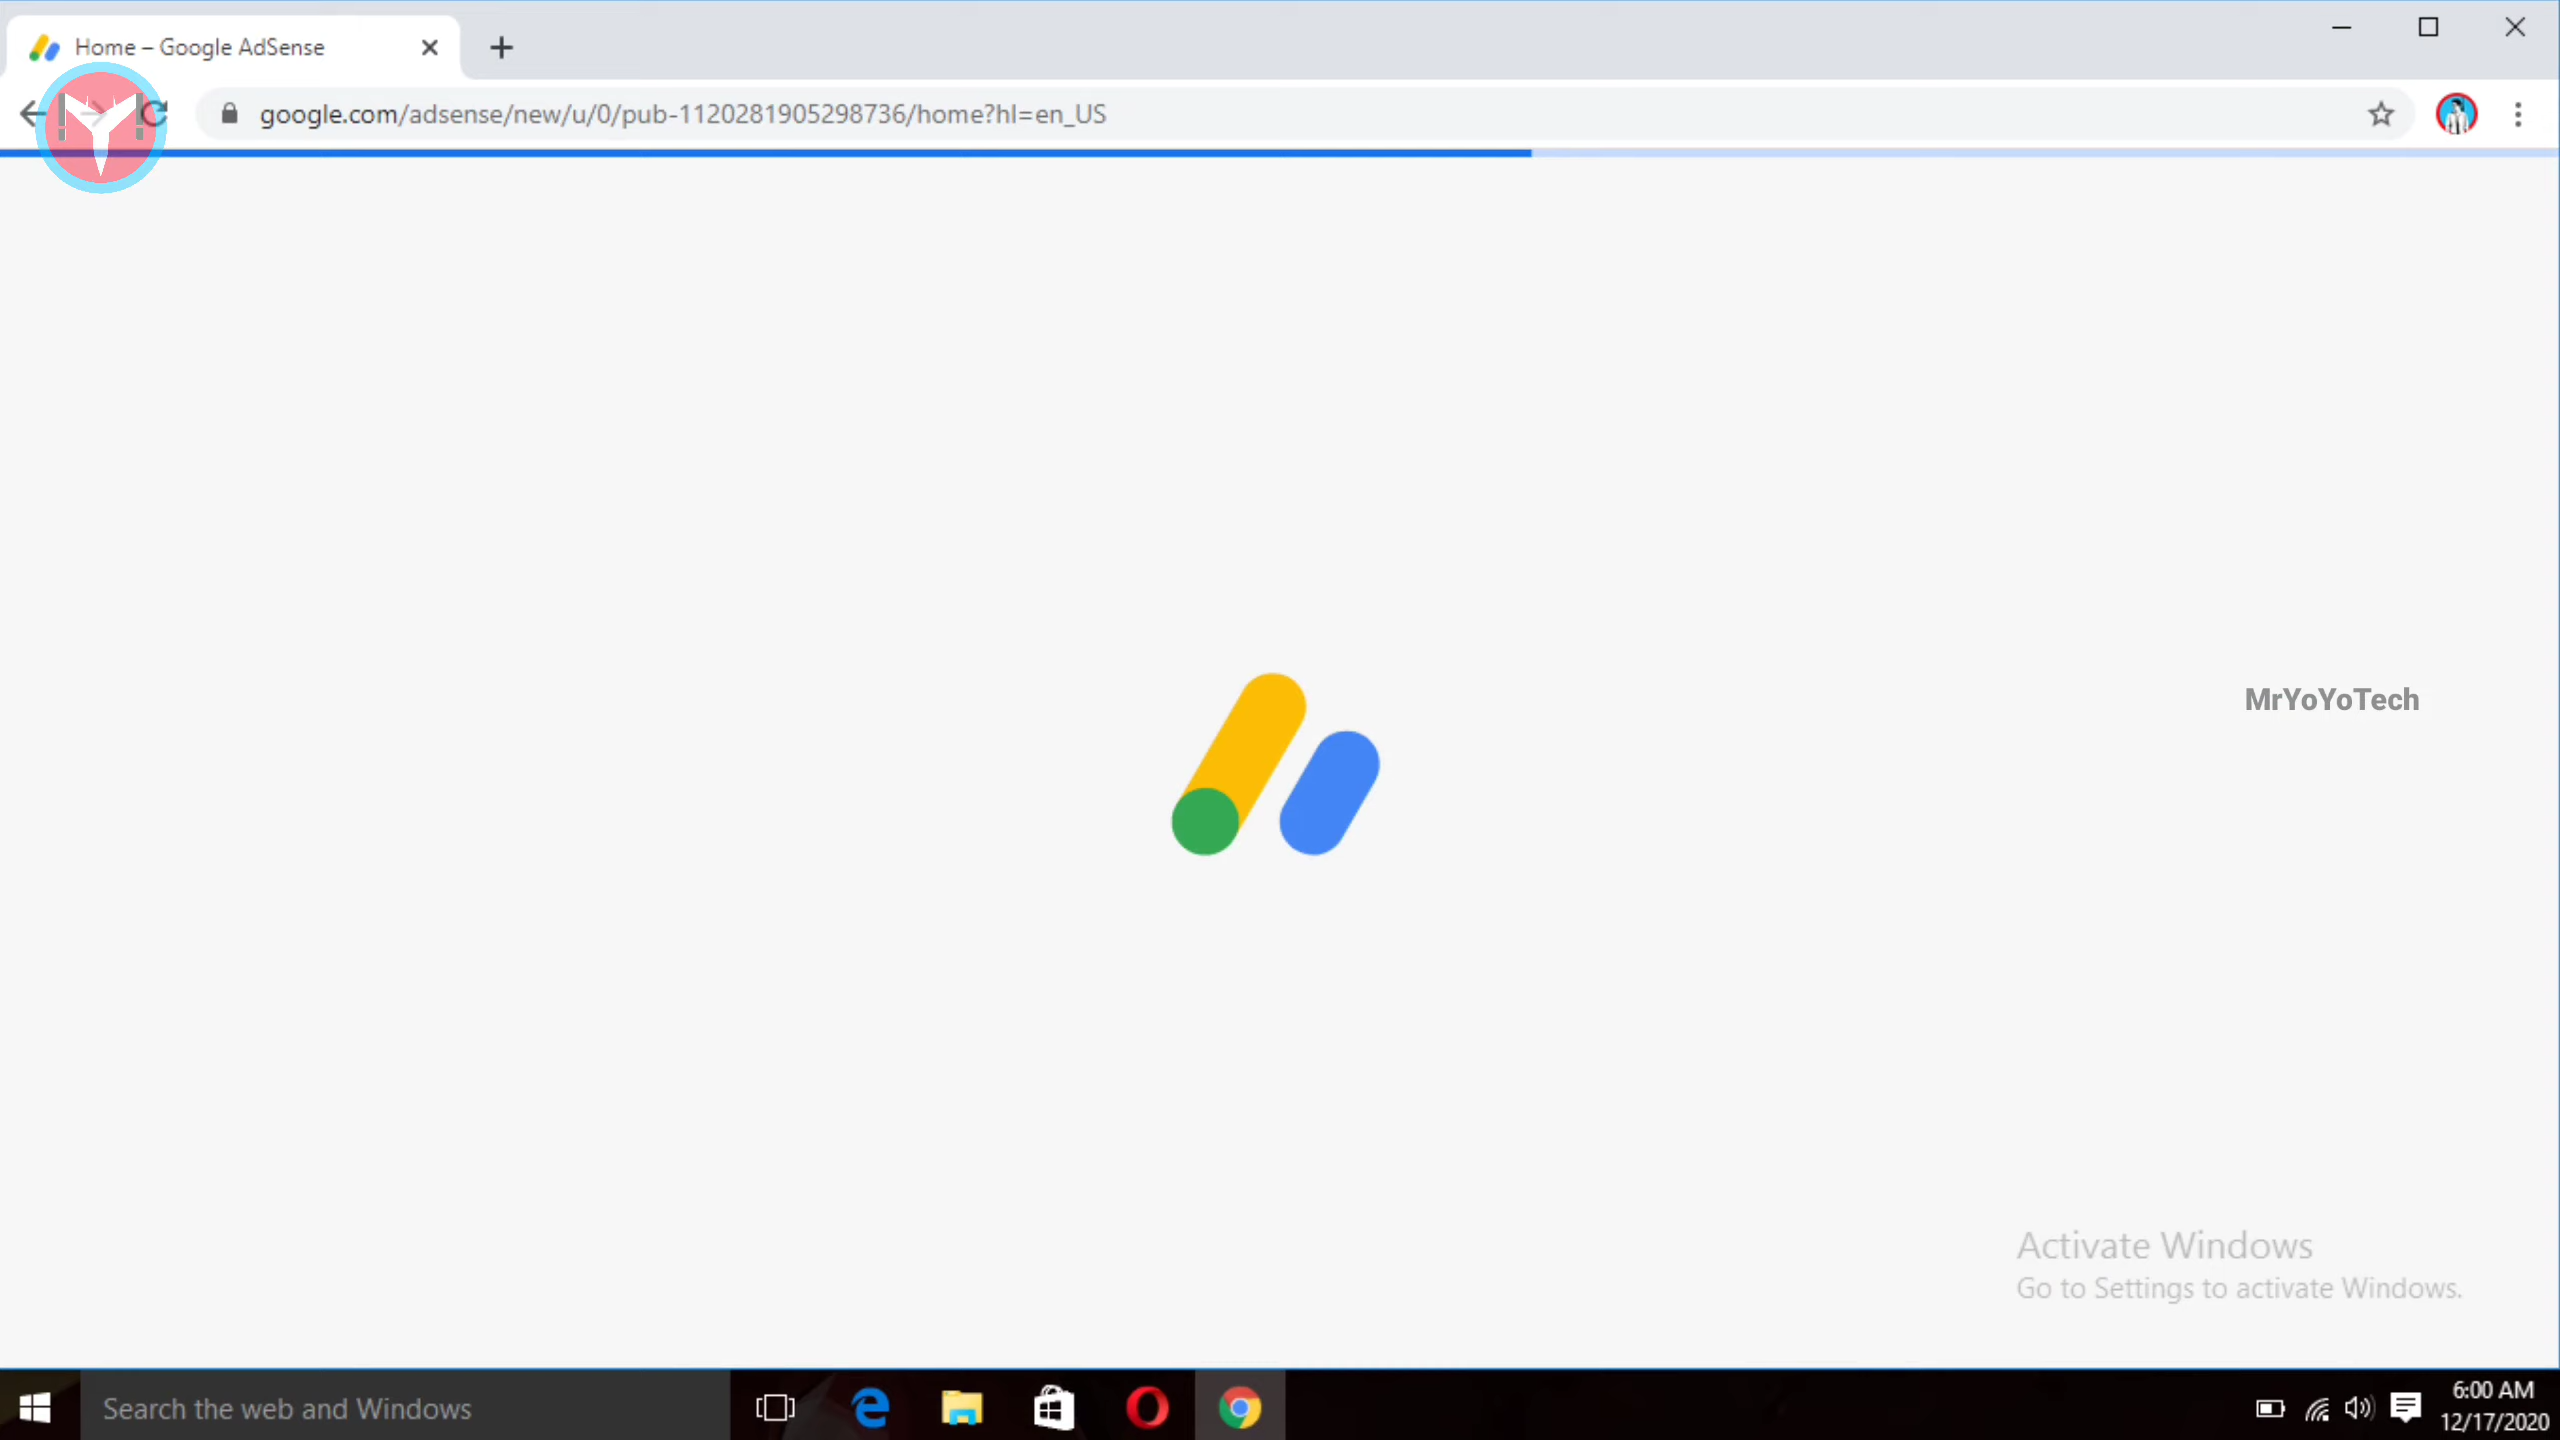 Home – Google AdSense
google.com/adsense/new/u/0/pub-1120281905298736/home?hl=en_US
MrYoYoTech
Activate Windows
Go to Settings to activate Windows.
Search the web and Windows
6:00 AM
12/17/2020